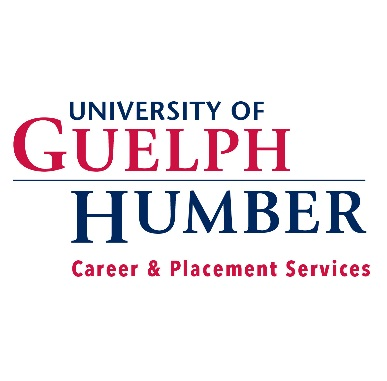 UNIVERSITY OF
GUELPH
HUMBER
Career & Placement Services